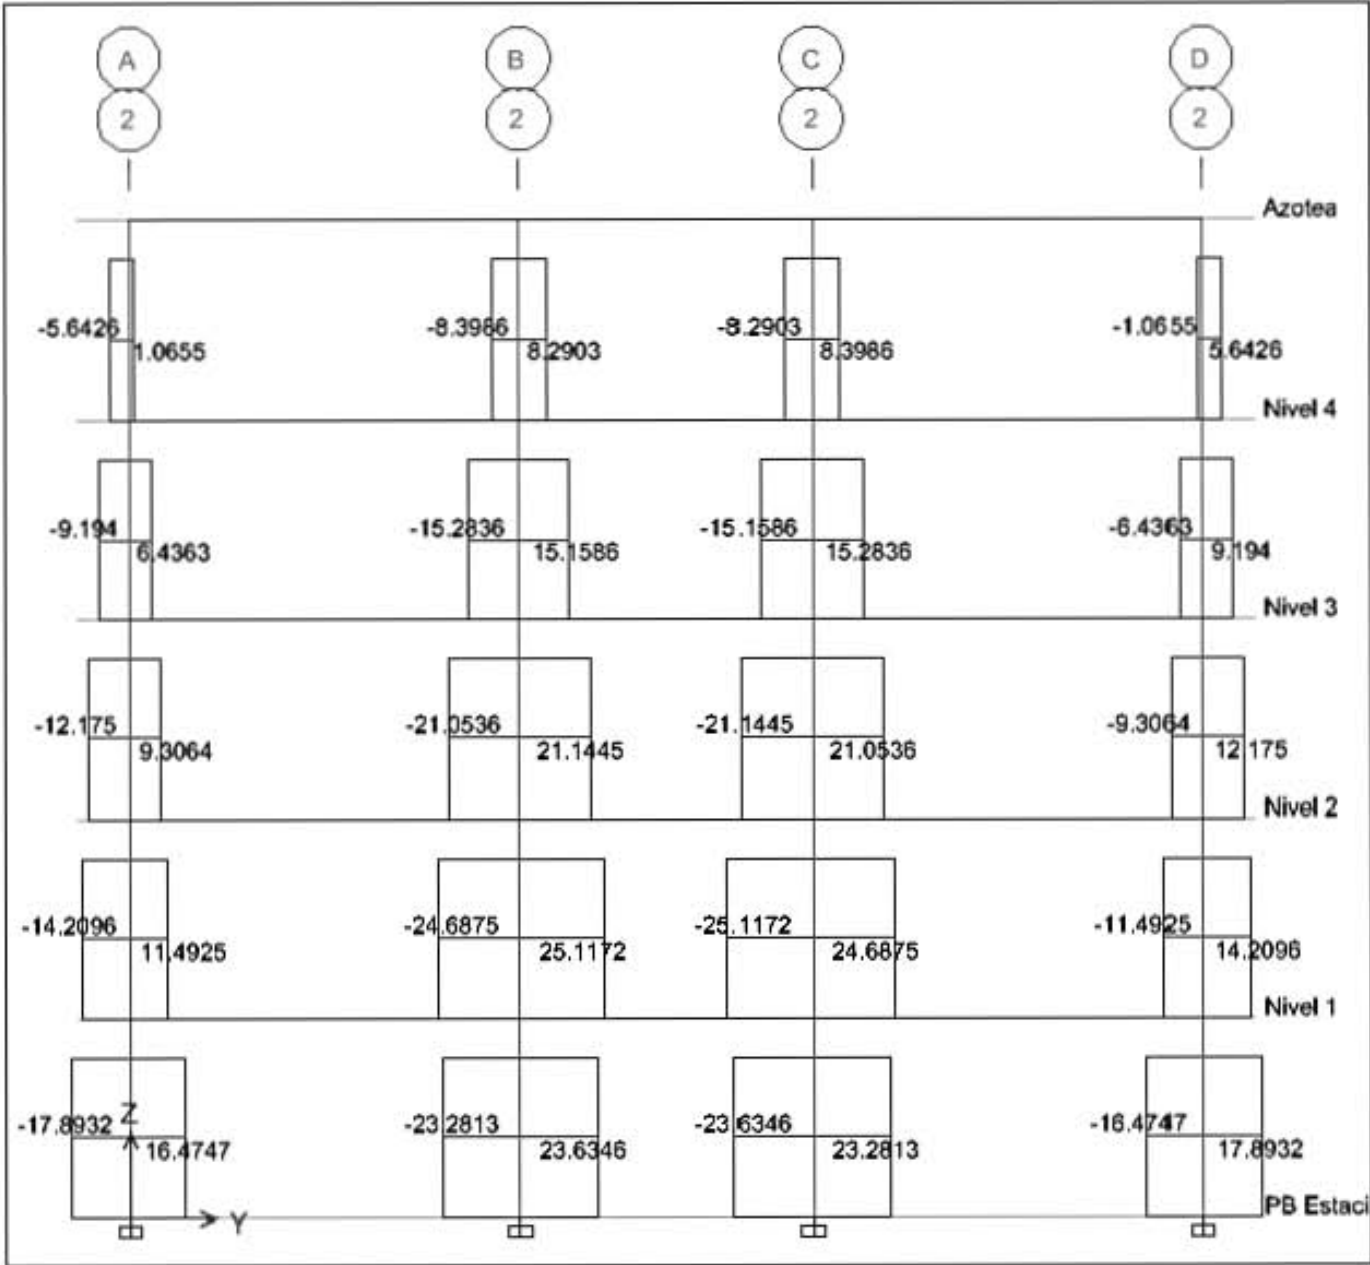 A B C D
2 2 2 2
Azotea
-5.6426 -8.3986 -8.2903 -1.0655
1.0655 8.2903 8.3986 5.6426
Nivel 4
-9.194 -15.2836 -15.1586 -6.4363
6.4363 15.1586 15.2836 9.194
Nivel 3
-12.175 -21.0536 -21.1445 -9.3064
9.3064 21.1445 21.0536 12.175
Nivel 2
-14.2096 -24.6875 -25.1172 -11.4925
11.4925 25.1172 24.6875 14.2096
Nivel 1
Z
-17.8932 -23.2813 -23.6346 -16.4747
16.4747 23.6346 23.2813 17.8932
PB Estaci
Y